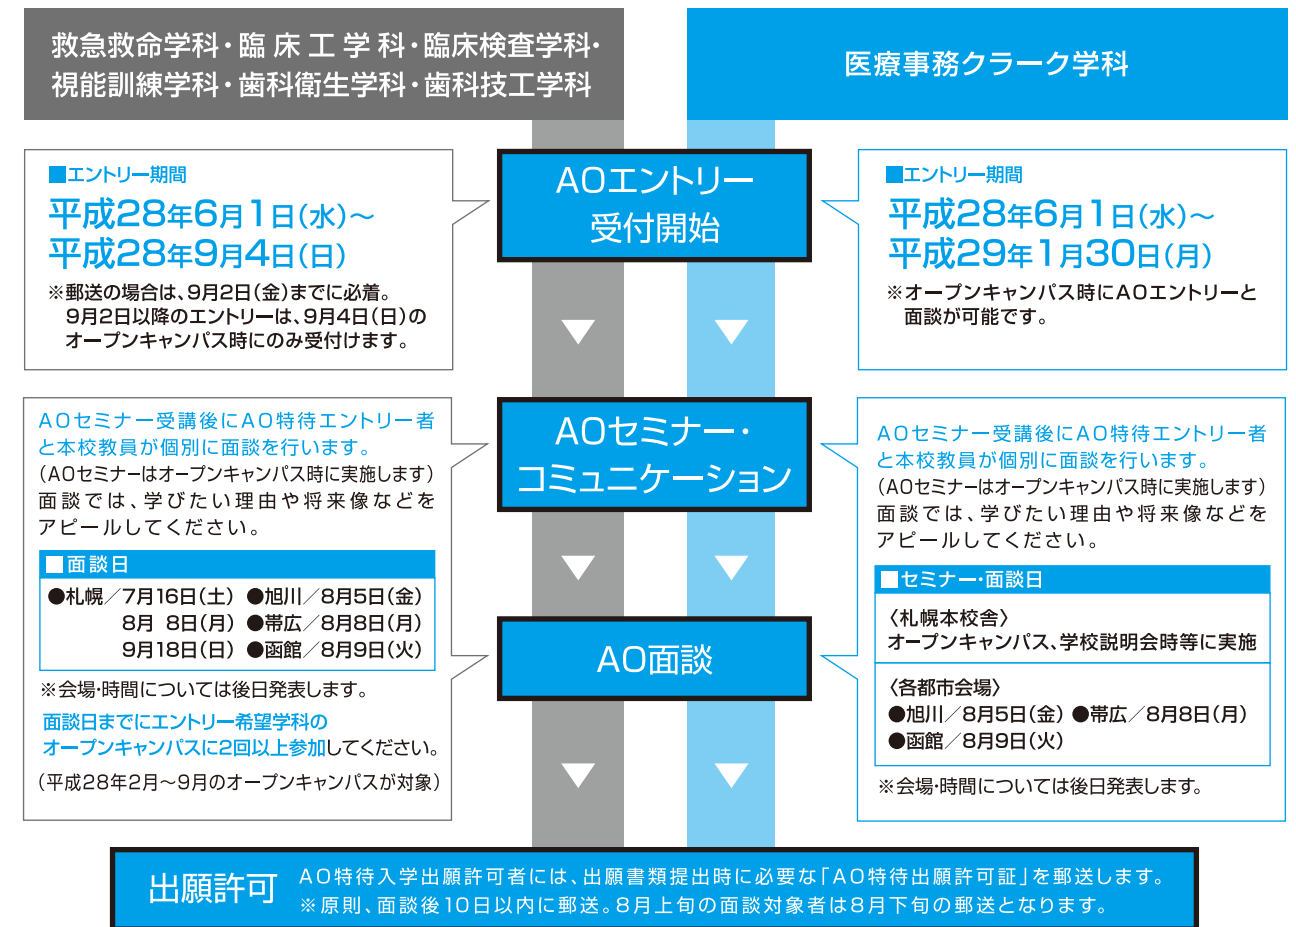 救急救命学科・臨床工学科・臨床検査学科・
視能訓練学科・歯科衛生学科・歯科技工学科
医療事務クラーク学科
AOエントリー
受付開始
■エントリー期間
平成28年6月1日(水)〜
平成28年9月4日(日)
※郵送の場合は、9月2日(金)までに必着。
9月2日以降のエントリーは、9月4日(日)の
オープンキャンパス時にのみ受付けます。
■エントリー期間
平成28年6月1日(水)〜
平成29年1月30日(月)
※オープンキャンパス時にAOエントリーと
面談が可能です。
AOセミナー・
コミュニケーション
AO面談
AOセミナー受講後にAO特待エントリー者
と本校教員が個別に面談を行います。
(AOセミナーはオープンキャンパス時に実施します)
面談では、学びたい理由や将来像などを
アピールしてください。
■面談日
●札幌／7月16日(土) ●旭川／8月5日(金)
8月 8日(月) ●帯広／8月8日(月)
9月18日(日) ●函館／8月9日(火)
※会場・時間については後日発表します。
面談日までにエントリー希望学科の
オープンキャンパスに2回以上参加してください。
(平成28年2月〜9月のオープンキャンパスが対象)
AOセミナー受講後にAO特待エントリー者
と本校教員が個別に面談を行います。
(AOセミナーはオープンキャンパス時に実施します)
面談では、学びたい理由や将来像などを
アピールしてください。
■セミナー・面談日
〈札幌本校舎〉
オープンキャンパス、学校説明会時等に実施
〈各都市会場〉
●旭川／8月5日(金) ●帯広／8月8日(月)
●函館／8月9日(火)
※会場・時間については後日発表します。
出願許可
AO特待入学出願許可者には、出願書類提出時に必要な「AO特待出願許可証」を郵送します。
※原則、面談後10日以内に郵送。8月上旬の面談対象者は8月下旬の郵送となります。